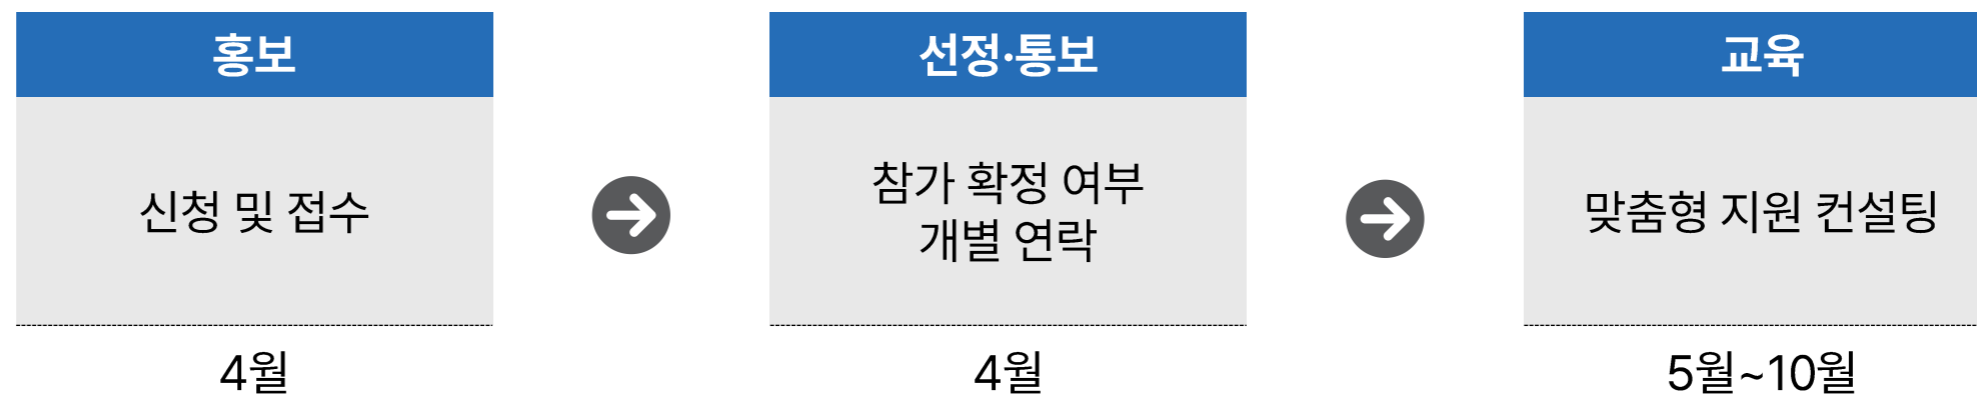 홍보
신청 및 접수
4월
선정·통보
참가 확정 여부
개별 연락
4월
교육
맞춤형 지원 컨설팅
5월~10월